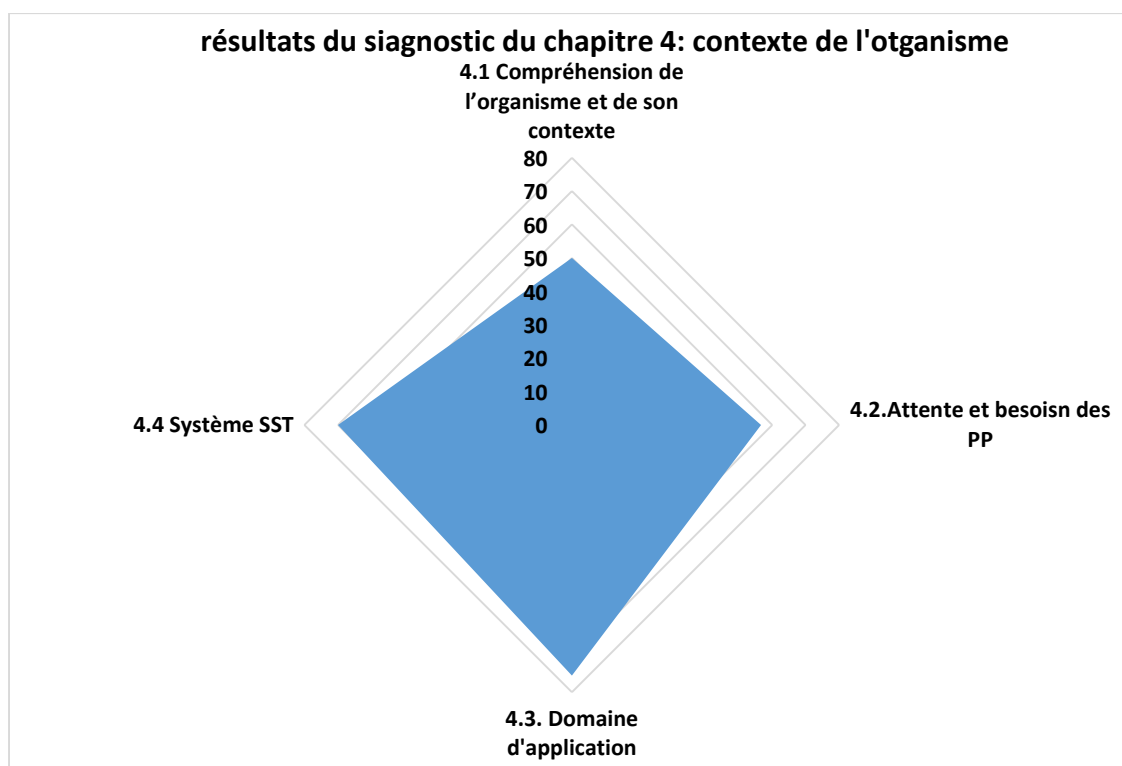 résultats du siagnostic du chapitre 4: contexte de l'otganisme
4.1 Compréhension de
l’organisme et de son
contexte
80
70
60
50
40
30
20
10
0
4.2.Attente et besoisn des
PP
4.4 Système SST
4.3. Domaine
d'application